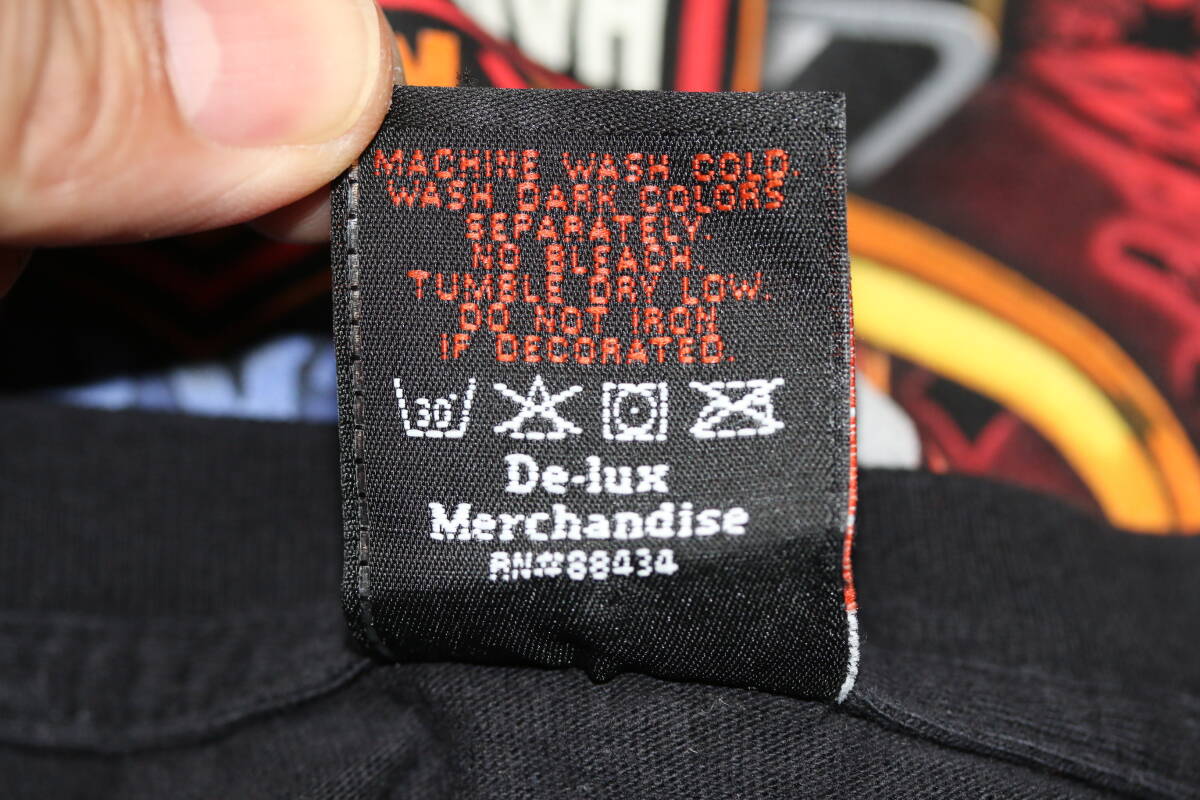 MACHINE WASH COLD.
WASH DARK COLORS
SEPARATELY.
NO BLEACH.
TUMBLE DRY LOW.
DO NOT IRON
IF DECORATED.
30°
De-lux
Merchandise
RN#88434